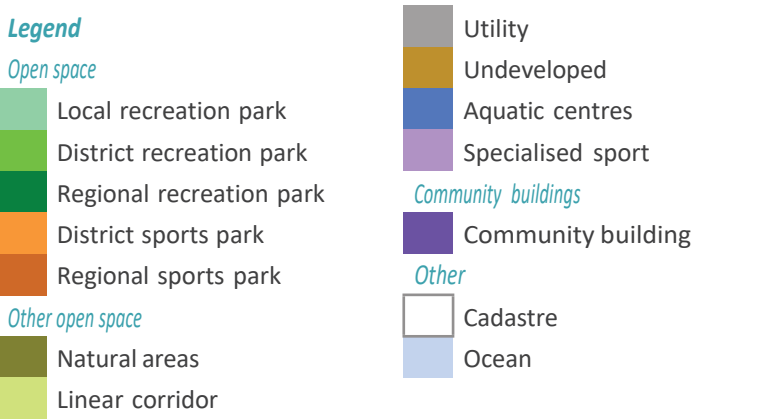 Legend
Open space
Local recreation park
District recreation park
Regional recreation park
District sports park
Regional sports park
Other open space
Natural areas
Linear corridor
Utility
Undeveloped
Aquatic centres
Specialised sport
Community buildings
Community building
Other
Cadastre
Ocean